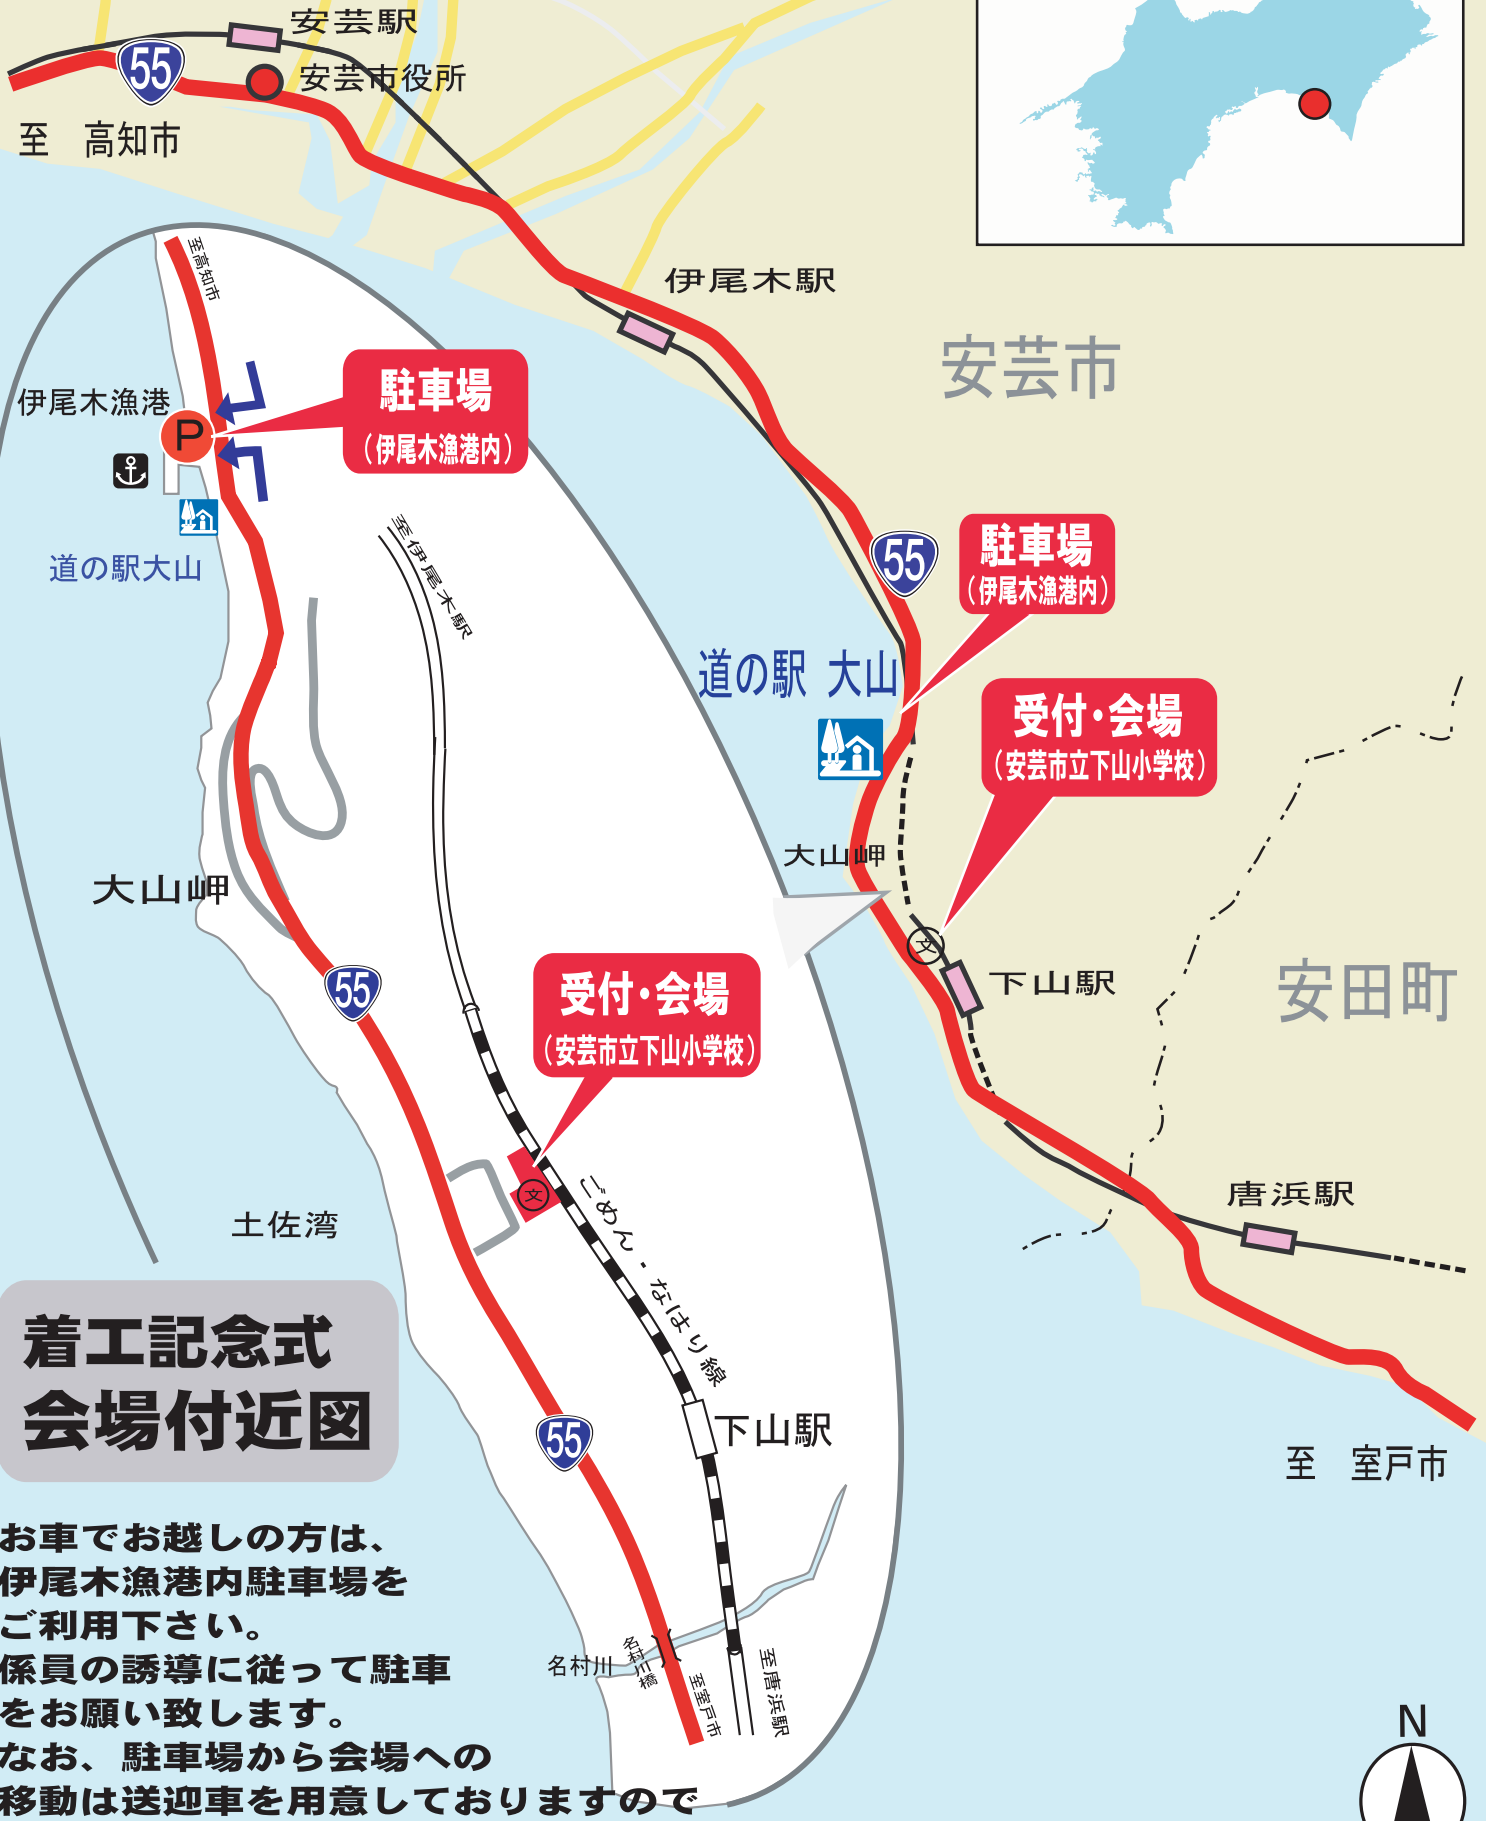 安芸駅
55
安芸市役所
至 高知市
伊尾木駅
安芸市
至高知市
伊尾木漁港
P
駐車場
（伊尾木漁港内）
道の駅大山
至伊尾木駅
55
駐車場
（伊尾木漁港内）
道の駅 大山
受付・会場
（安芸市立下山小学校）
大山岬
文
下山駅
安田町
大山岬
55
受付・会場
（安芸市立下山小学校）
文
ごめん・なはり線
唐浜駅
土佐湾
着工記念式
会場付近図
下山駅
55
至 室戸市
お車でお越しの方は、
伊尾木漁港内駐車場を
ご利用下さい。
係員の誘導に従って駐車
をお願い致します。
なお、駐車場から会場への
移動は送迎車を用意しておりますので
名村川
名村川橋
至室戸市
至唐浜駅
N